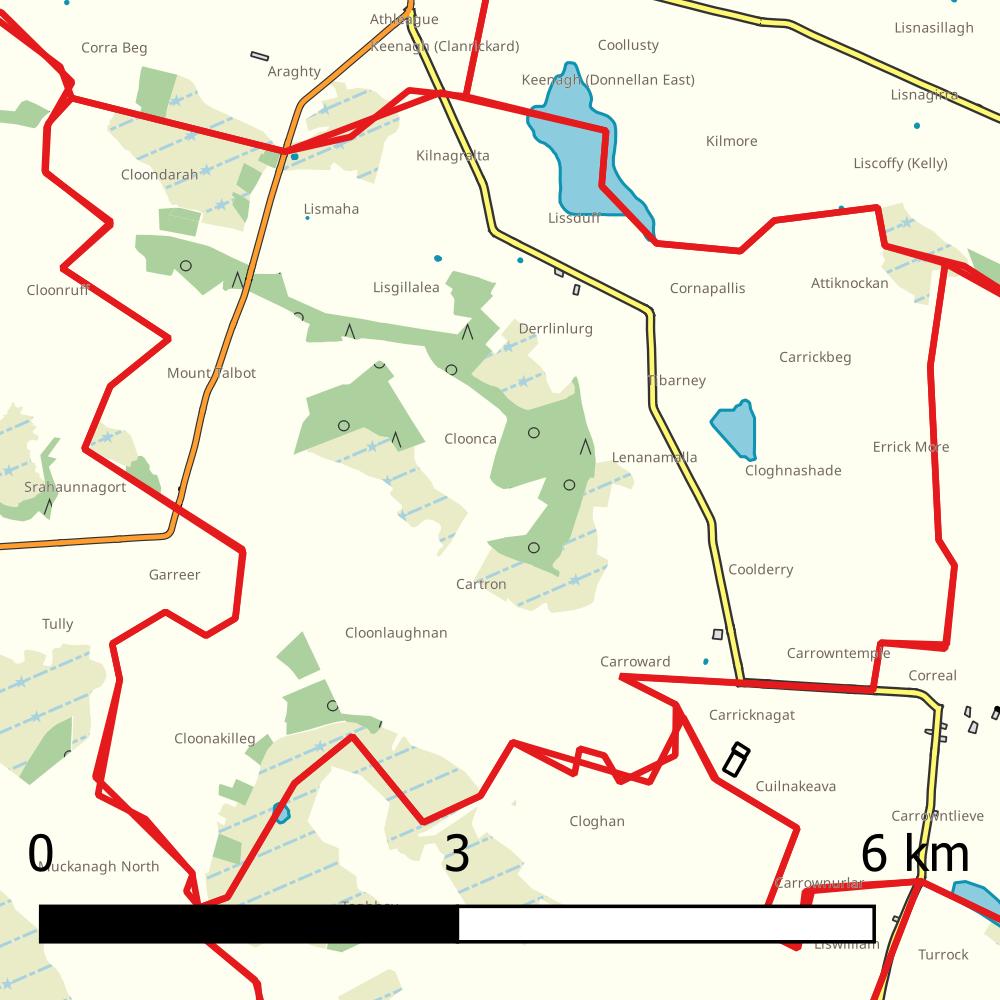 Athleague
Lisnasillagh
Corra Beg
Keenagh (Clanrickard)
Coollusty
Araghty
Keenagh (Donnellan East)
Lisnagirra
Kilmore
Kilnagralta
Liscoffy (Kelly)
Cloondarah
Lismaha
Lissduff
Cloonruff
Lisgillalea
Cornapallis
Attiknockan
Derrlinlurg
Carrickbeg
Mount Talbot
Tibarney
Cloonca
Errick More
Lenanamalla
Cloghnashade
Srahaunnagort
Garreer
Coolderry
Cartron
Tully
Cloonlaughnan
Carrowntemple
Carroward
Correal
Carricknagat
Cloonakilleg
Cuilnakeava
Carrowntlieve
Cloghan
0 3 6 km
Muckanagh North
Carrownurlar
Liswilliam
Turrock